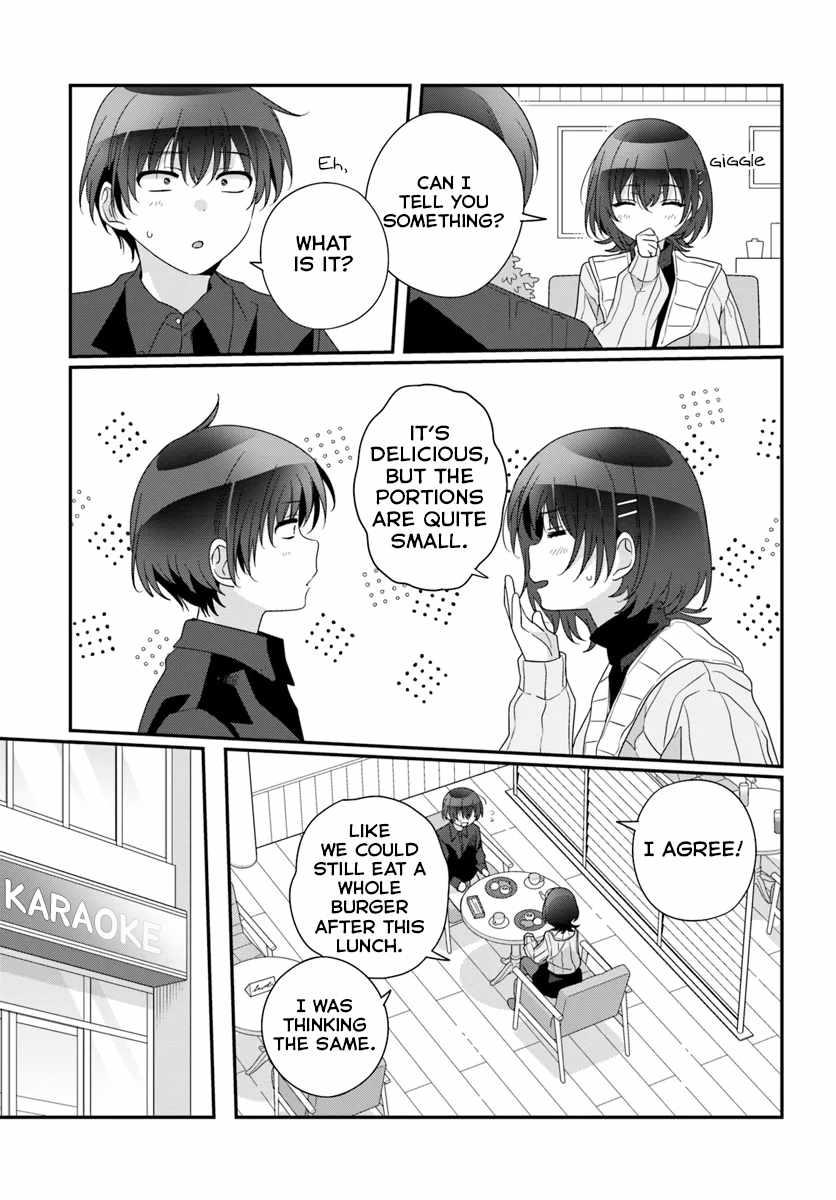 GIGGLE
CAN I
TELL YOU
SOMETHING?
Eh,
WHAT
IS IT?
IT'S
DELICIOUS,
BUT THE
PORTIONS
ARE QUITE
SMALL.
I AGREE!
LIKE
WE COULD
STILL EAT A
WHOLE
BURGER
AFTER THIS
LUNCH.
I WAS
THINKING
THE SAME.
KARAOKE